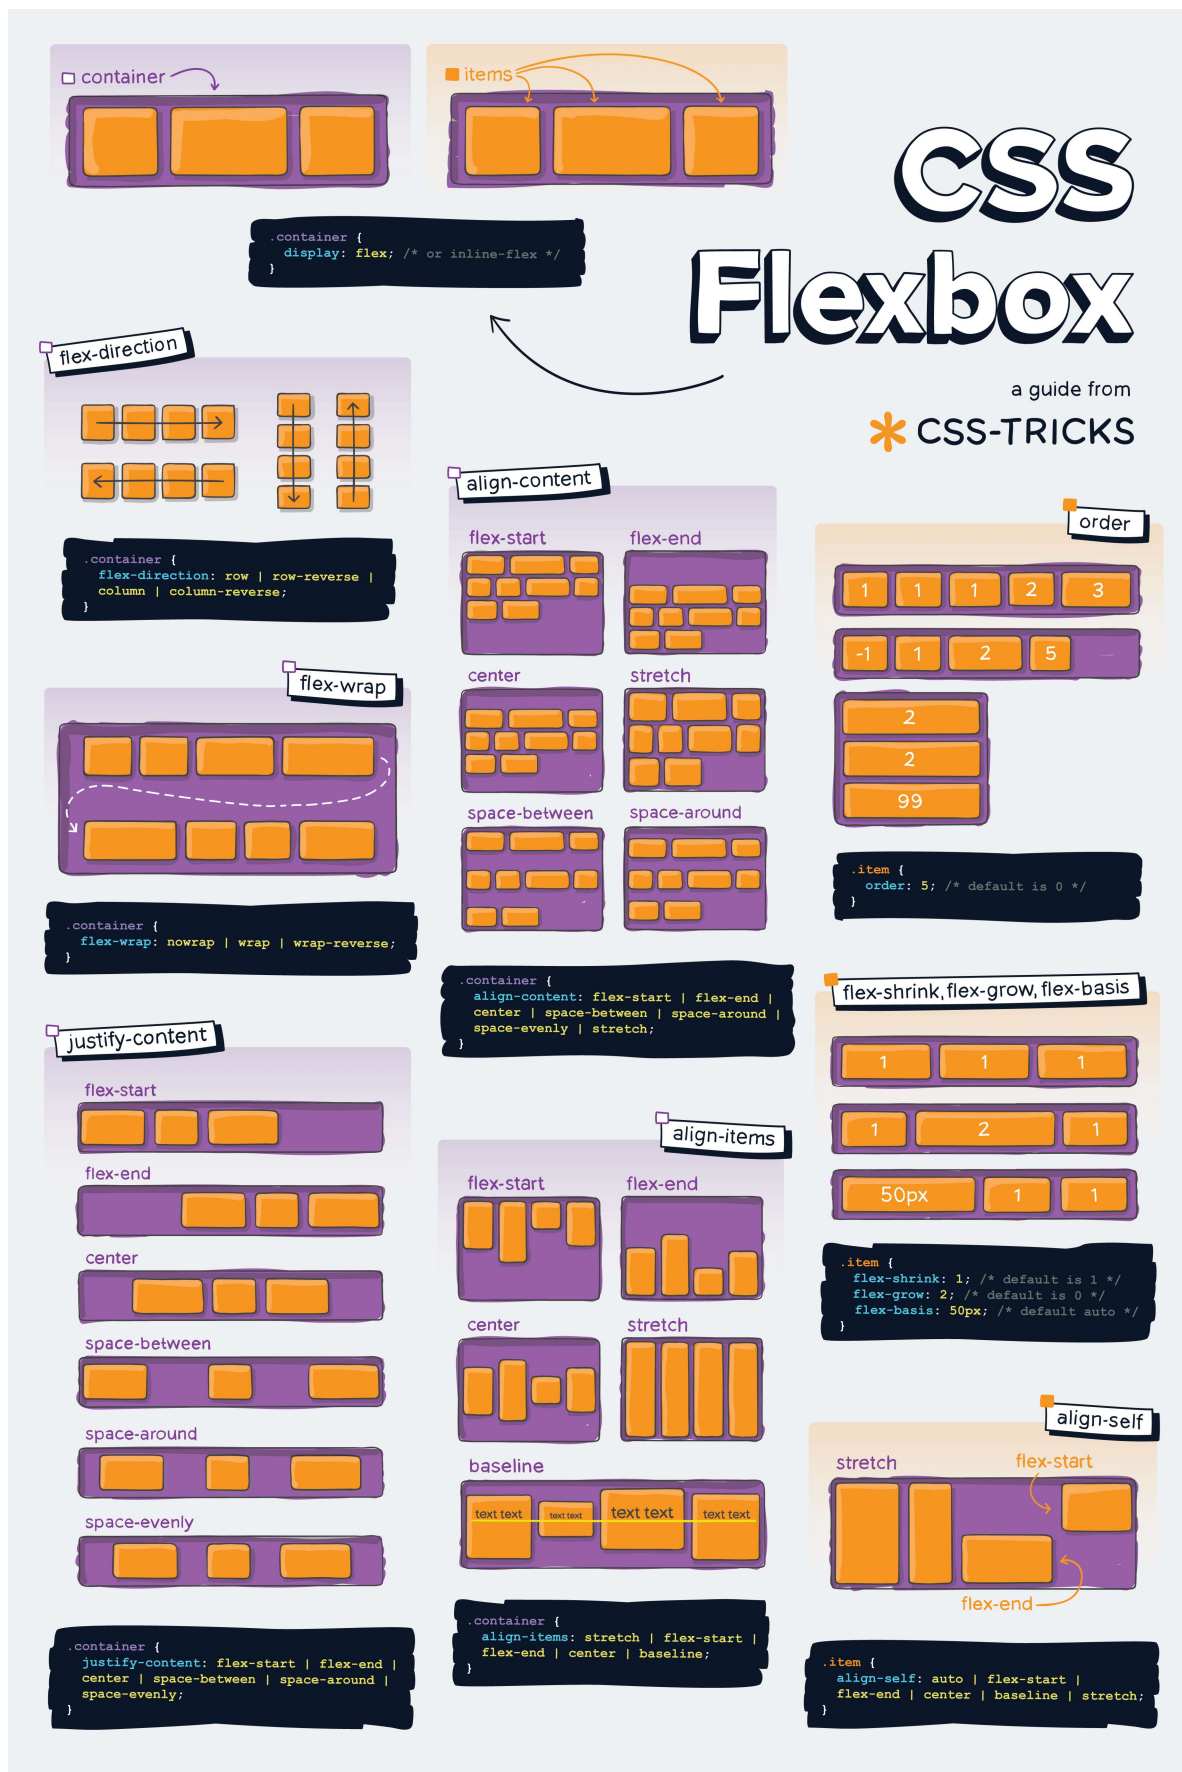 container
items
CSS
Flexbox
a guide from
CSS-TRICKS
.container {
display: flex; /* or inline-flex */
}
flex-direction
.container {
flex-direction: row | row-reverse |
column | column-reverse;
}
flex-wrap
.container {
flex-wrap: nowrap | wrap | wrap-reverse;
}
justify-content
flex-start
flex-end
center
space-between
space-around
space-evenly
.container {
justify-content: flex-start | flex-end |
center | space-between | space-around |
space-evenly;
}
align-content
flex-start
flex-end
center
stretch
space-between
space-around
.container {
align-content: flex-start | flex-end |
center | space-between | space-around |
space-evenly | stretch;
}
align-items
flex-start
flex-end
center
stretch
baseline
text text
text text
text text
text text
.container {
align-items: stretch | flex-start |
flex-end | center | baseline;
}
order
1 1 1 2 3
-1 1 2 5
2
2
99
.item {
order: 5; /* default is 0 */
}
flex-shrink, flex-grow, flex-basis
1 1 1
1 2 1
50px 1 1
.item {
flex-shrink: 1; /* default is 1 */
flex-grow: 2; /* default is 0 */
flex-basis: 50px; /* default auto */
}
align-self
stretch
flex-start
flex-end
.item {
align-self: auto | flex-start |
flex-end | center | baseline | stretch;
}